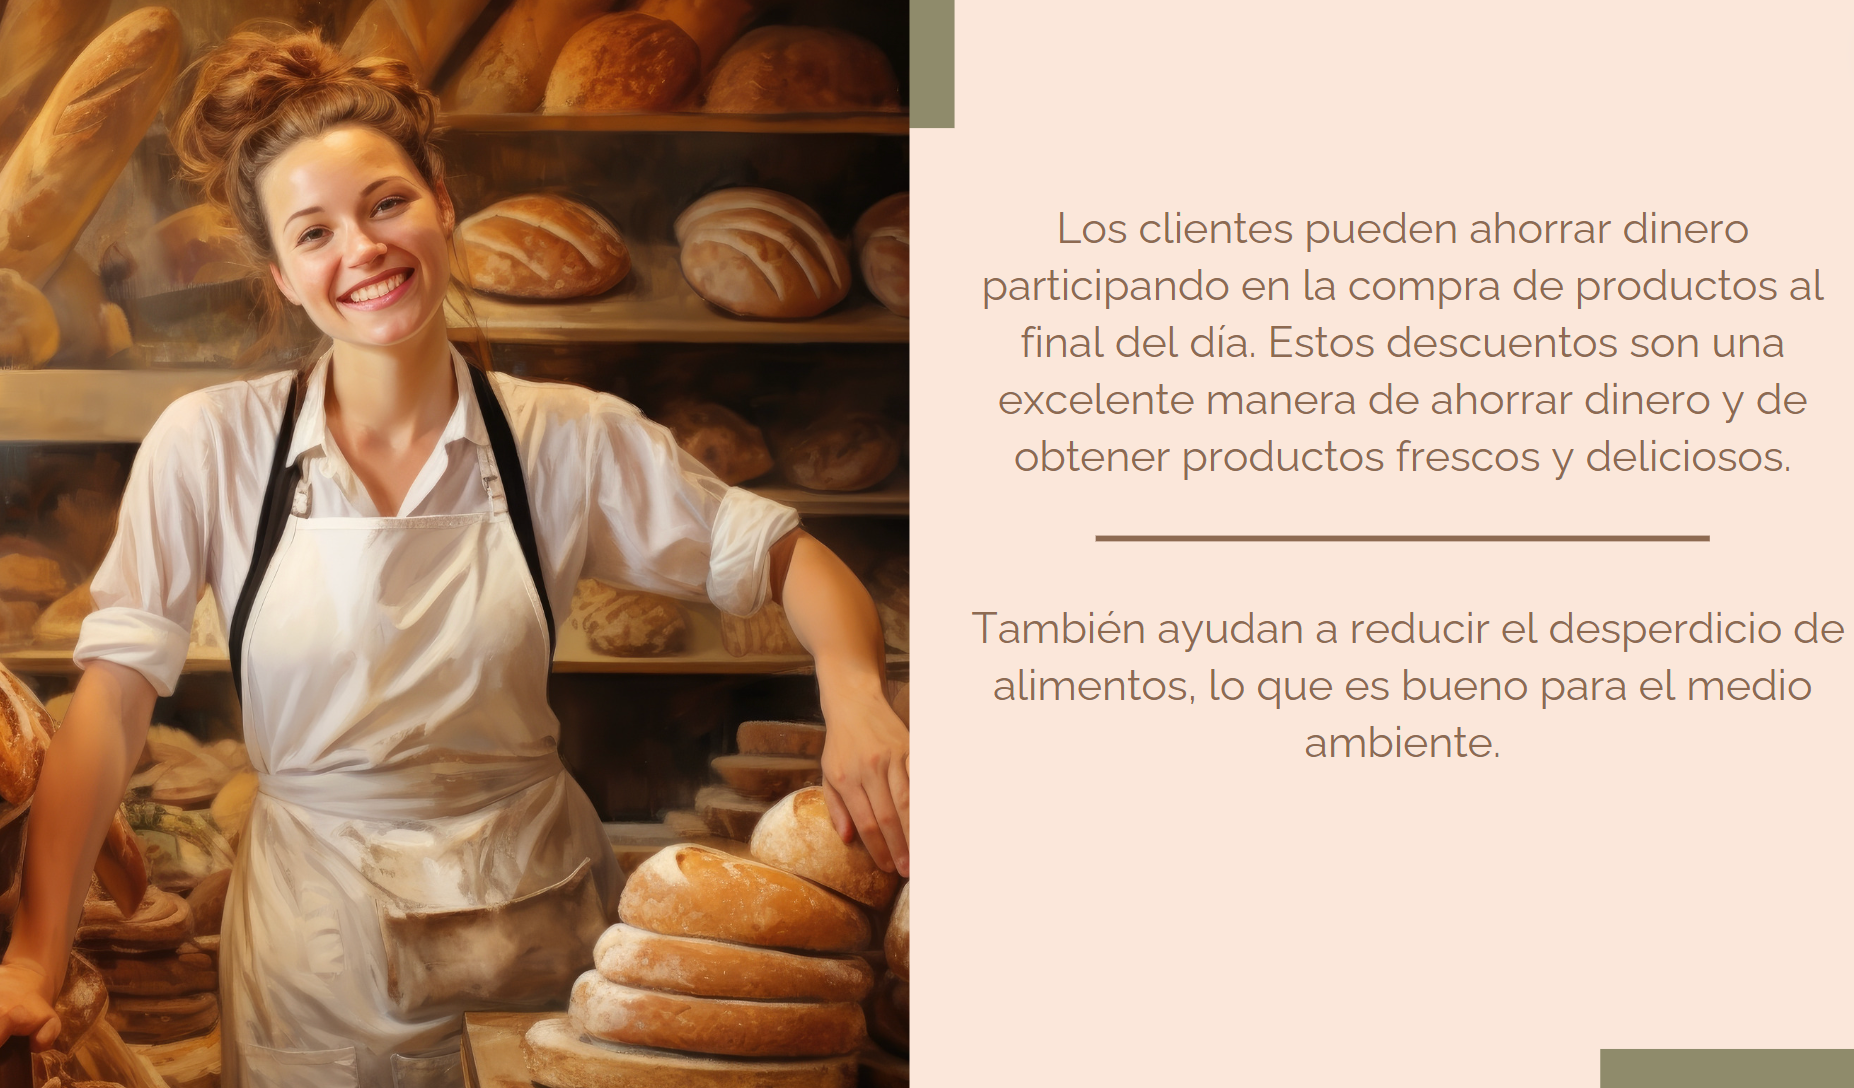 Los clientes pueden ahorrar dinero
participando en la compra de productos al
final del día. Estos descuentos son una
excelente manera de ahorrar dinero y de
obtener productos frescos y deliciosos.
También ayudan a reducir el desperdicio de
alimentos, lo que es bueno para el medio
ambiente.